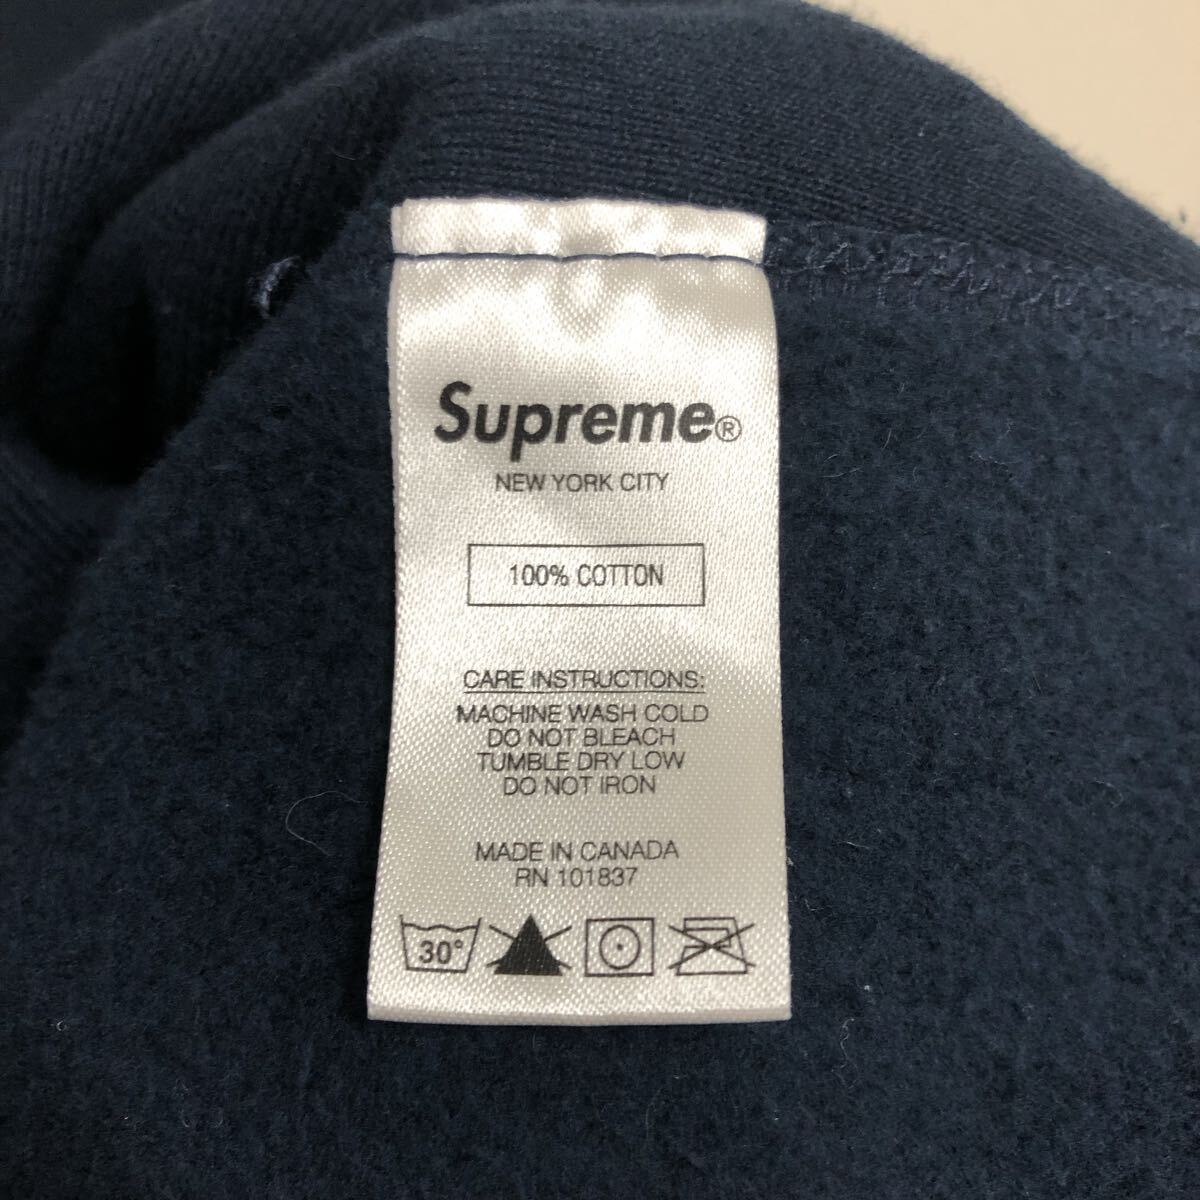 Supreme®
NEW YORK CITY
100% COTTON
CARE INSTRUCTIONS:
MACHINE WASH COLD
DO NOT BLEACH
TUMBLE DRY LOW
DO NOT IRON
MADE IN CANADA
RN 101837
30°